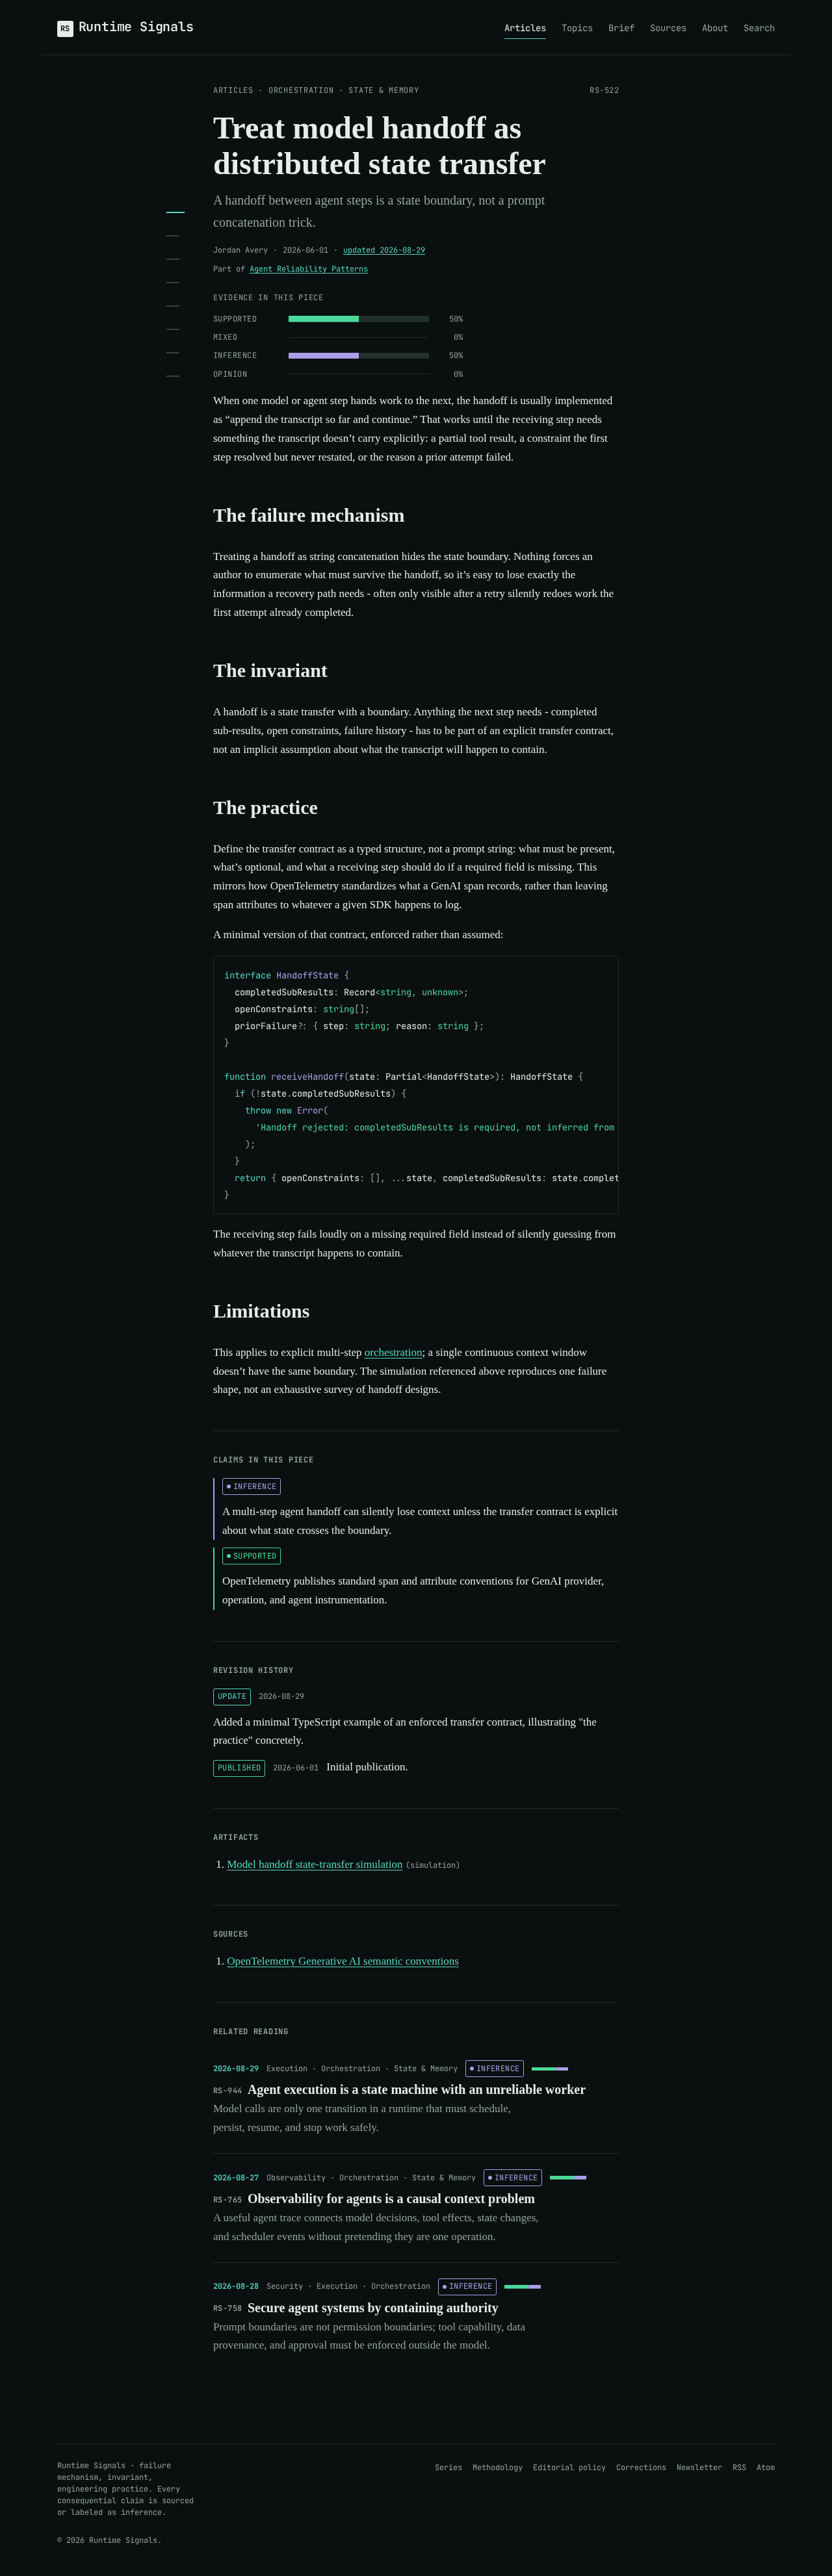 RS Runtime Signals
Articles Topics Brief Sources About Search
ARTICLES · ORCHESTRATION · STATE & MEMORY RS-522
Treat model handoff as
distributed state transfer
A handoff between agent steps is a state boundary, not a prompt
concatenation trick.
Jordan Avery · 2026-06-01 · updated 2026-08-29
Part of Agent Reliability Patterns
EVIDENCE IN THIS PIECE
SUPPORTED 50%
MIXED 0%
INFERENCE 50%
OPINION 0%
When one model or agent step hands work to the next, the handoff is usually implemented
as “append the transcript so far and continue.” That works until the receiving step needs
something the transcript doesn’t carry explicitly: a partial tool result, a constraint the first
step resolved but never restated, or the reason a prior attempt failed.
The failure mechanism
Treating a handoff as string concatenation hides the state boundary. Nothing forces an
author to enumerate what must survive the handoff, so it’s easy to lose exactly the
information a recovery path needs - often only visible after a retry silently redoes work the
first attempt already completed.
The invariant
A handoff is a state transfer with a boundary. Anything the next step needs - completed
sub-results, open constraints, failure history - has to be part of an explicit transfer contract,
not an implicit assumption about what the transcript will happen to contain.
The practice
Define the transfer contract as a typed structure, not a prompt string: what must be present,
what’s optional, and what a receiving step should do if a required field is missing. This
mirrors how OpenTelemetry standardizes what a GenAI span records, rather than leaving
span attributes to whatever a given SDK happens to log.
A minimal version of that contract, enforced rather than assumed:
interface HandoffState {
  completedSubResults: Record<string, unknown>;
  openConstraints: string[];
  priorFailure?: { step: string; reason: string };
}
function receiveHandoff(state: Partial<HandoffState>): HandoffState {
  if (!state.completedSubResults) {
    throw new Error(
      'Handoff rejected: completedSubResults is required, not inferred from
    );
  }
  return { openConstraints: [], ...state, completedSubResults: state.complet
}
The receiving step fails loudly on a missing required field instead of silently guessing from
whatever the transcript happens to contain.
Limitations
This applies to explicit multi-step orchestration; a single continuous context window
doesn’t have the same boundary. The simulation referenced above reproduces one failure
shape, not an exhaustive survey of handoff designs.
CLAIMS IN THIS PIECE
INFERENCE
A multi-step agent handoff can silently lose context unless the transfer contract is explicit
about what state crosses the boundary.
SUPPORTED
OpenTelemetry publishes standard span and attribute conventions for GenAI provider,
operation, and agent instrumentation.
REVISION HISTORY
UPDATE 2026-08-29
Added a minimal TypeScript example of an enforced transfer contract, illustrating "the
practice" concretely.
PUBLISHED 2026-06-01 Initial publication.
ARTIFACTS
1. Model handoff state-transfer simulation (simulation)
SOURCES
1. OpenTelemetry Generative AI semantic conventions
RELATED READING
2026-08-29 Execution · Orchestration · State & Memory INFERENCE
RS-944 Agent execution is a state machine with an unreliable worker
Model calls are only one transition in a runtime that must schedule,
persist, resume, and stop work safely.
2026-08-27 Observability · Orchestration · State & Memory INFERENCE
RS-765 Observability for agents is a causal context problem
A useful agent trace connects model decisions, tool effects, state changes,
and scheduler events without pretending they are one operation.
2026-08-28 Security · Execution · Orchestration INFERENCE
RS-758 Secure agent systems by containing authority
Prompt boundaries are not permission boundaries; tool capability, data
provenance, and approval must be enforced outside the model.
Runtime Signals - failure
mechanism, invariant,
engineering practice. Every
consequential claim is sourced
or labeled as inference.
Series Methodology Editorial policy Corrections Newsletter RSS Atom
© 2026 Runtime Signals.